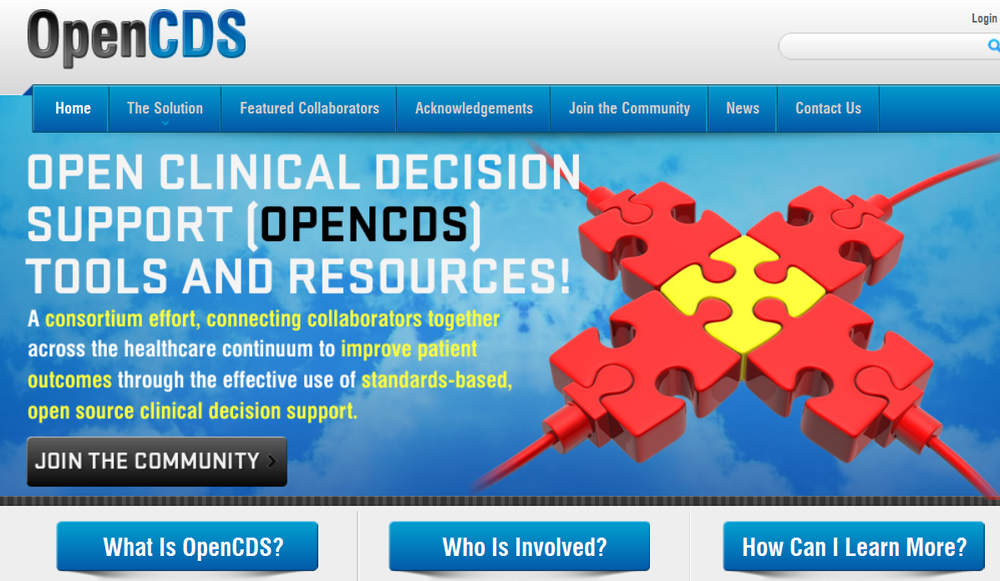 OpenCDS
Login
Home
The Solution
Featured Collaborators
Acknowledgements
Join the Community
News
Contact Us
OPEN CLINICAL DECISION
SUPPORT (OPENCDS)
TOOLS AND RESOURCES!
A consortium effort, connecting collaborators together
across the healthcare continuum to improve patient
outcomes through the effective use of standards-based,
open source clinical decision support.
JOIN THE COMMUNITY >
What Is OpenCDS?
Who Is Involved?
How Can I Learn More?